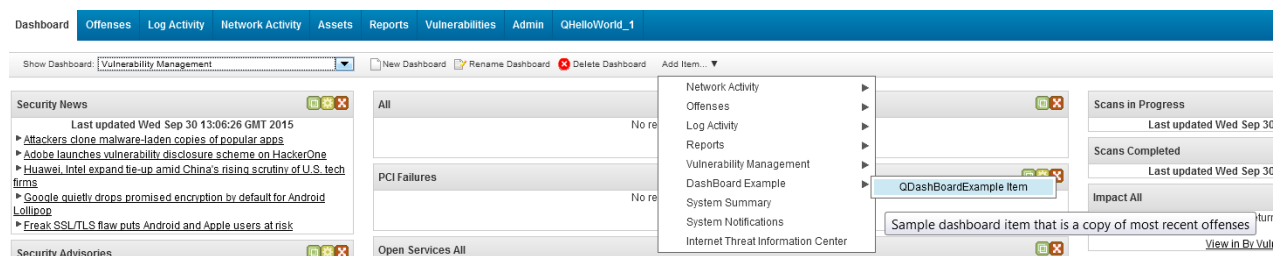 Dashboard Offenses Log Activity Network Activity Assets Reports Vulnerabilities Admin QHelloWorld_1
Show Dashboard: Vulnerability Management New Dashboard Rename Dashboard Delete Dashboard Add Item... ▼
Security News
Last updated Wed Sep 30 13:06:26 GMT 2015
Attackers clone malware-laden copies of popular apps
Adobe launches vulnerability disclosure scheme on HackerOne
Huawei, Intel expand tie-up amid China's rising scrutiny of U.S. tech
firms
Google quietly drops promised encryption by default for Android
Lollipop
Freak SSL/TLS flaw puts Android and Apple users at risk
Security Advisories
All
No re
PCI Failures
No re
Open Services All
Network Activity
Offenses
Log Activity
Reports
Vulnerability Management
DashBoard Example
System Summary
System Notifications
Internet Threat Information Center
QDashBoardExample Item
Sample dashboard item that is a copy of most recent offenses
Scans in Progress
Last updated Wed Sep 30
Scans Completed
Last updated Wed Sep 30
Impact All
View in By Vul